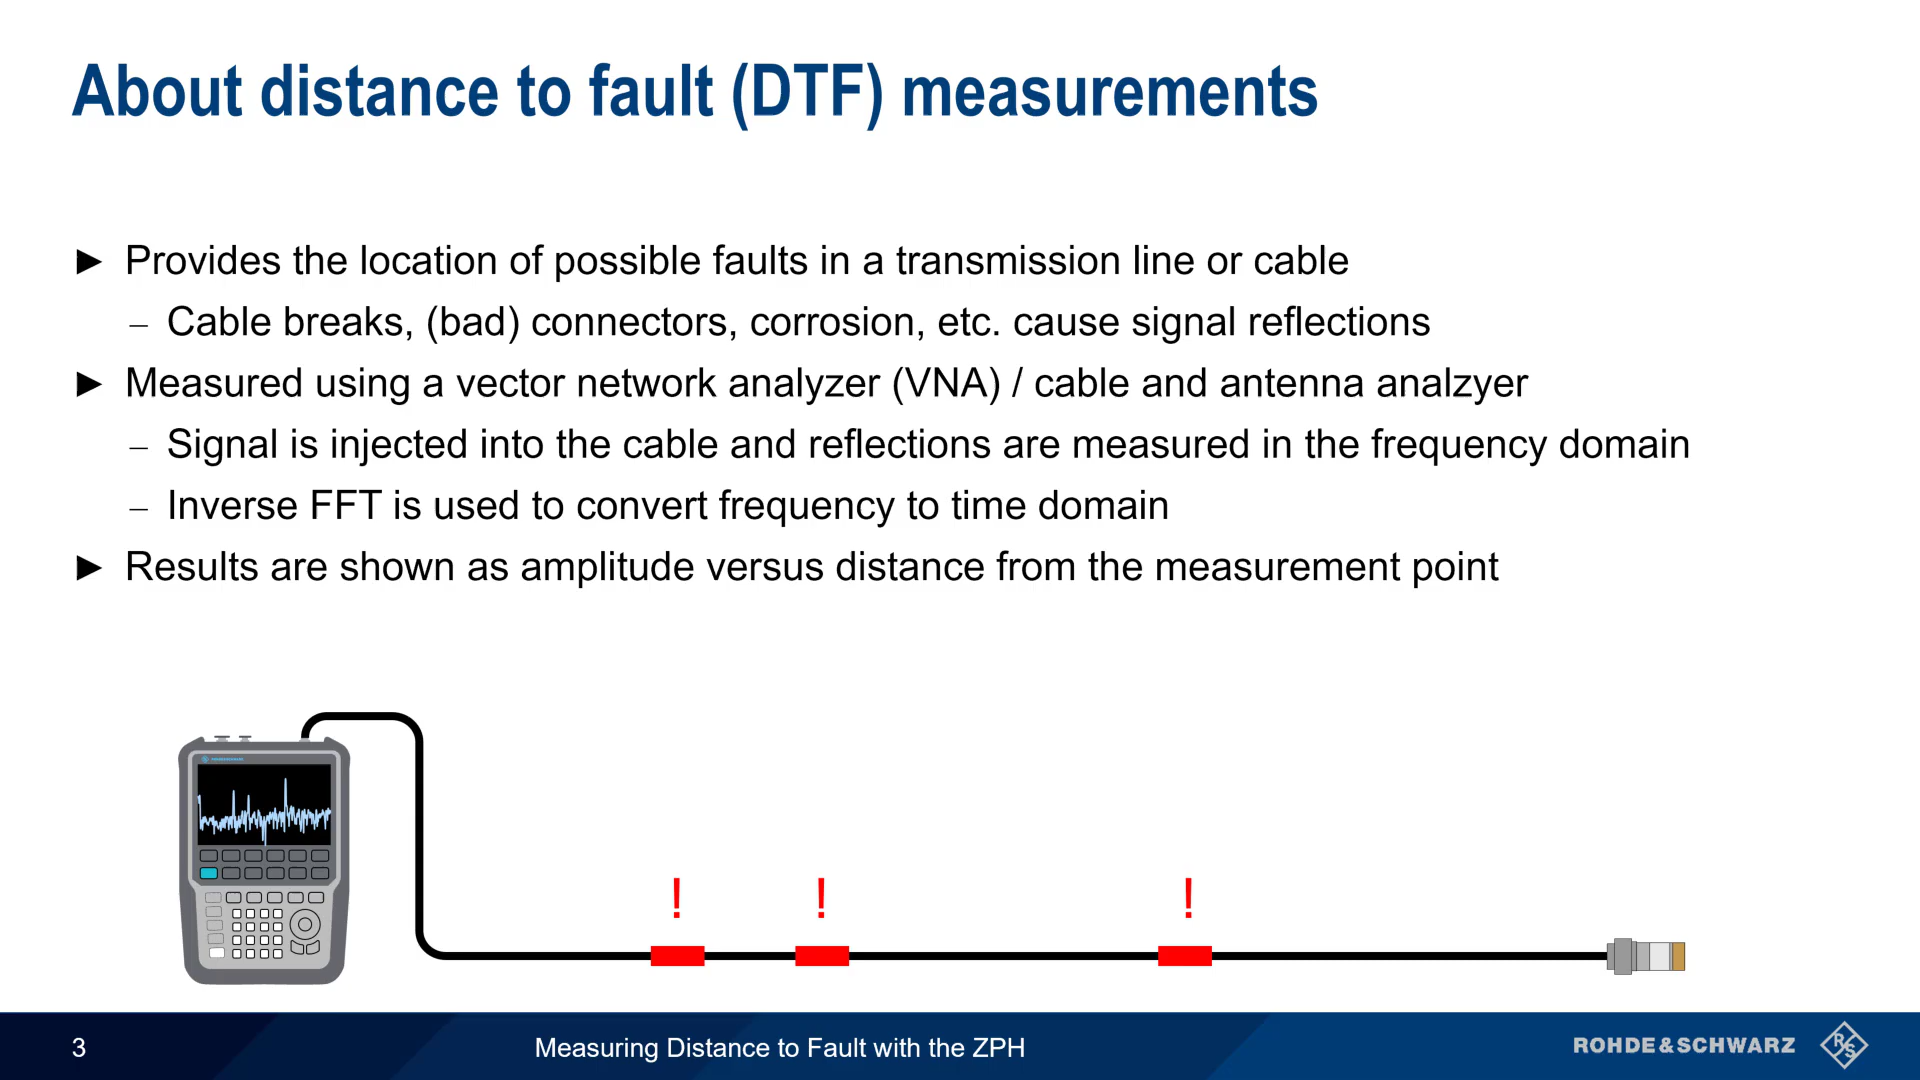 About distance to fault (DTF) measurements
► Provides the location of possible faults in a transmission line or cable
– Cable breaks, (bad) connectors, corrosion, etc. cause signal reflections
► Measured using a vector network analyzer (VNA) / cable and antenna analzyer
– Signal is injected into the cable and reflections are measured in the frequency domain
– Inverse FFT is used to convert frequency to time domain
► Results are shown as amplitude versus distance from the measurement point
! ! !
3 Measuring Distance to Fault with the ZPH ROHDE&SCHWARZ R&S